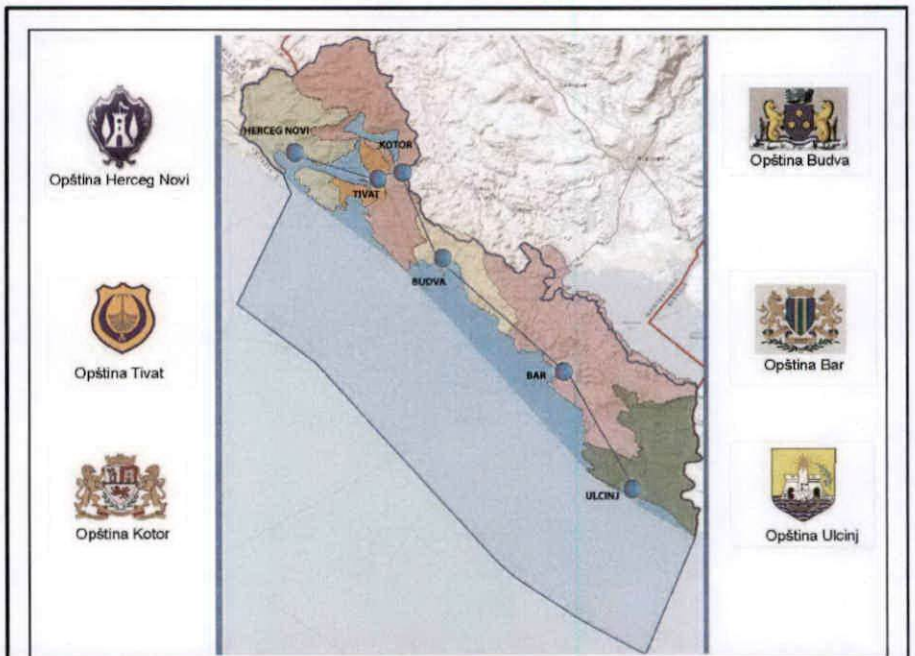 Opština Herceg Novi
Opština Tivat
Opština Kotor
HERCEG NOVI
KOTOR
TIVAT
BUDVA
BAR
ULCINJ
Opština Budva
Opština Bar
Opština Ulcinj